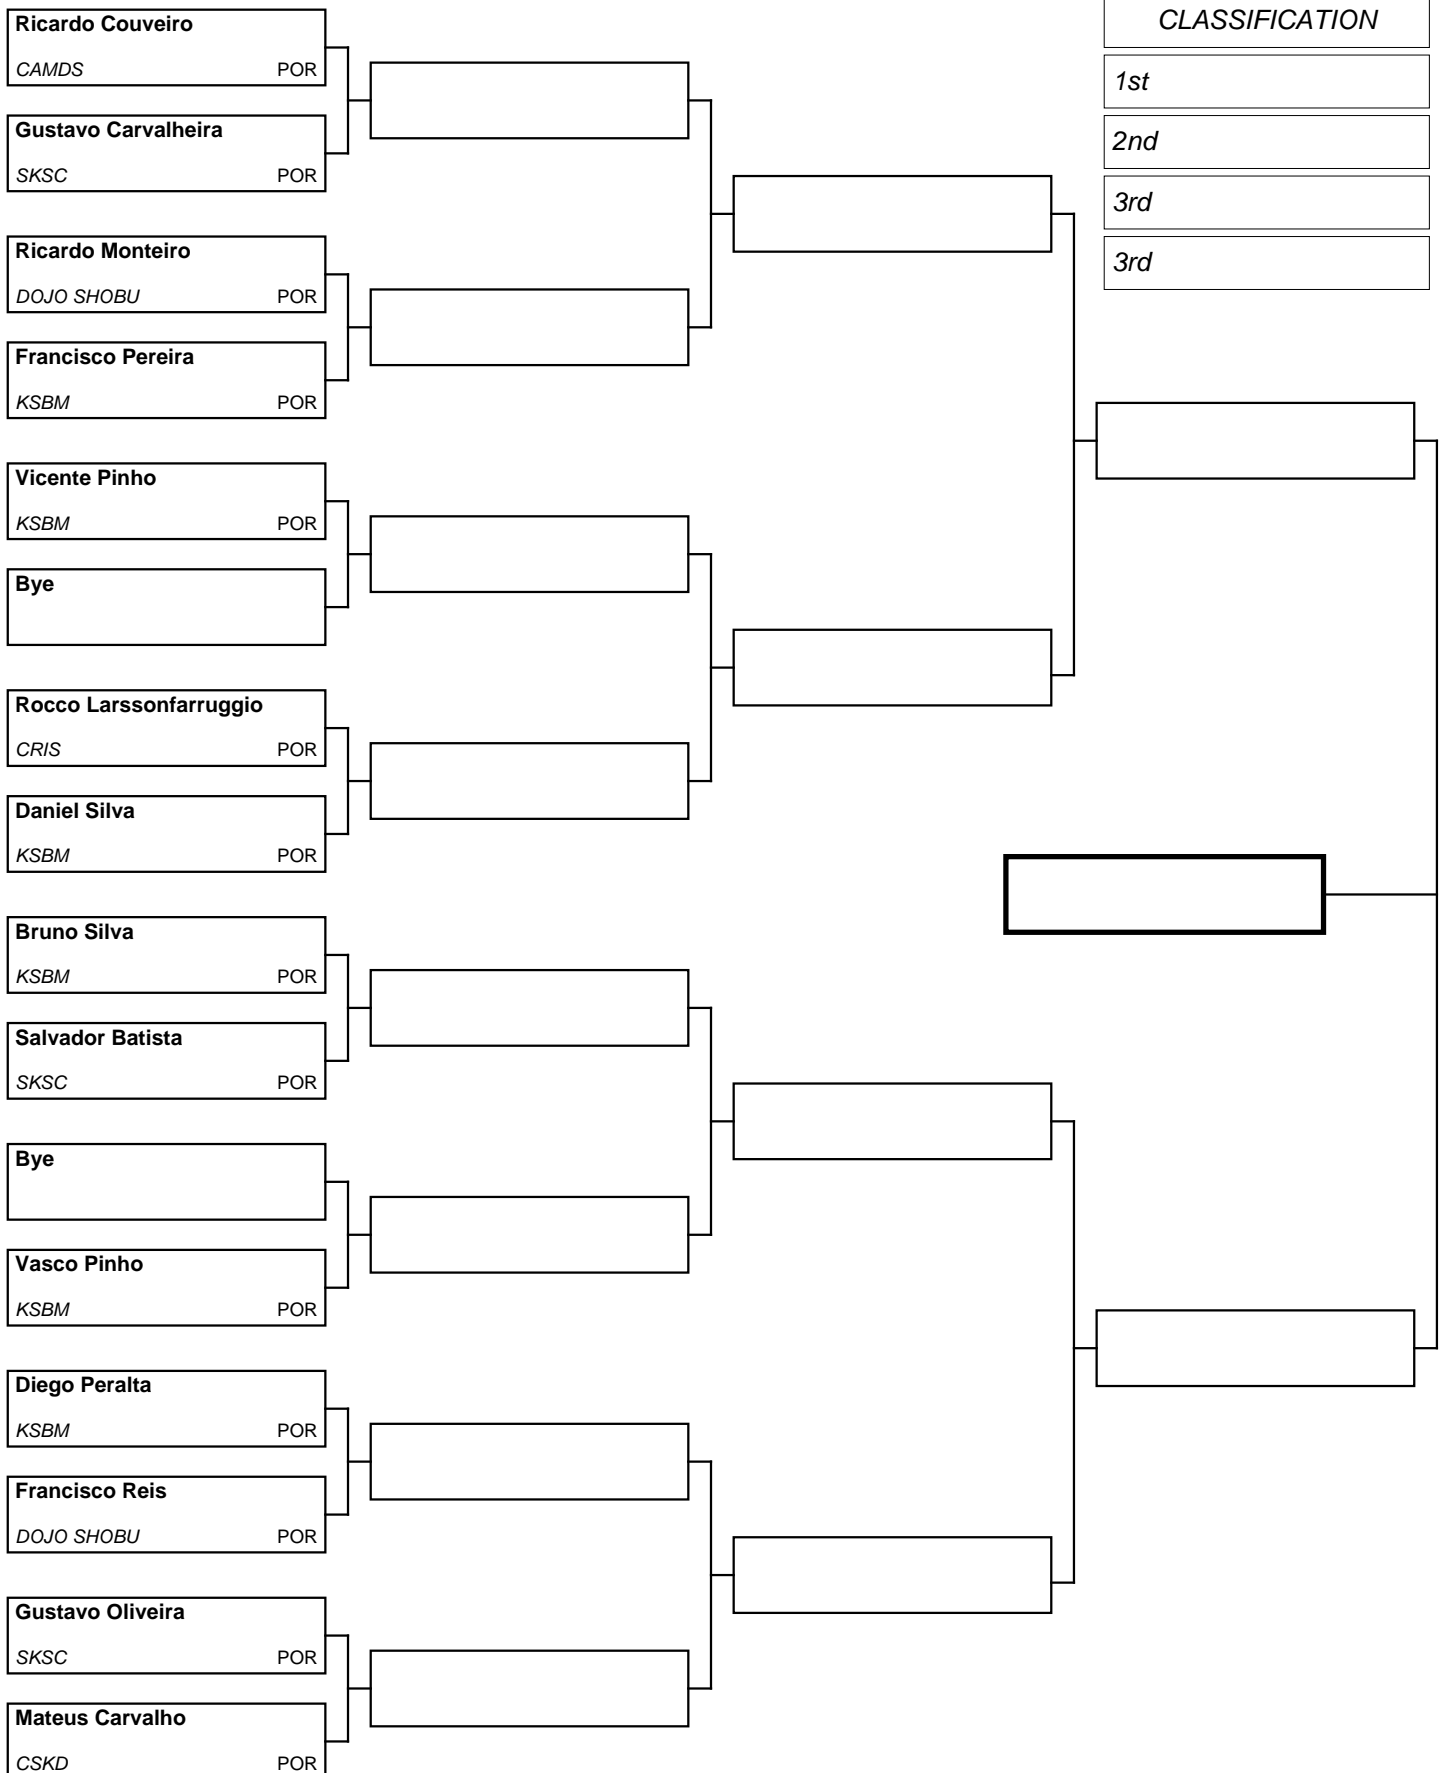 Ricardo Couveiro
CAMDS POR
Gustavo Carvalheira
SKSC POR
Ricardo Monteiro
DOJO SHOBU POR
Francisco Pereira
KSBM POR
Vicente Pinho
KSBM POR
Bye
Rocco Larssonfarruggio
CRIS POR
Daniel Silva
KSBM POR
Bruno Silva
KSBM POR
Salvador Batista
SKSC POR
Bye
Vasco Pinho
KSBM POR
Diego Peralta
KSBM POR
Francisco Reis
DOJO SHOBU POR
Gustavo Oliveira
SKSC POR
Mateus Carvalho
CSKD POR
CLASSIFICATION
1st
2nd
3rd
3rd